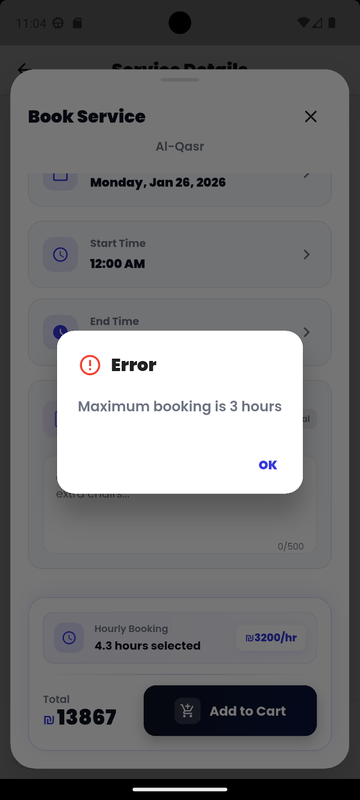 11:04
Service Details
Book Service
Al-Qasr
Monday, Jan 26, 2026
Start Time
12:00 AM
End Time
Error
Maximum booking is 3 hours
OK
extra chairs...
0/500
Hourly Booking
4.3 hours selected
₪3200/hr
Total
₪13867
Add to Cart